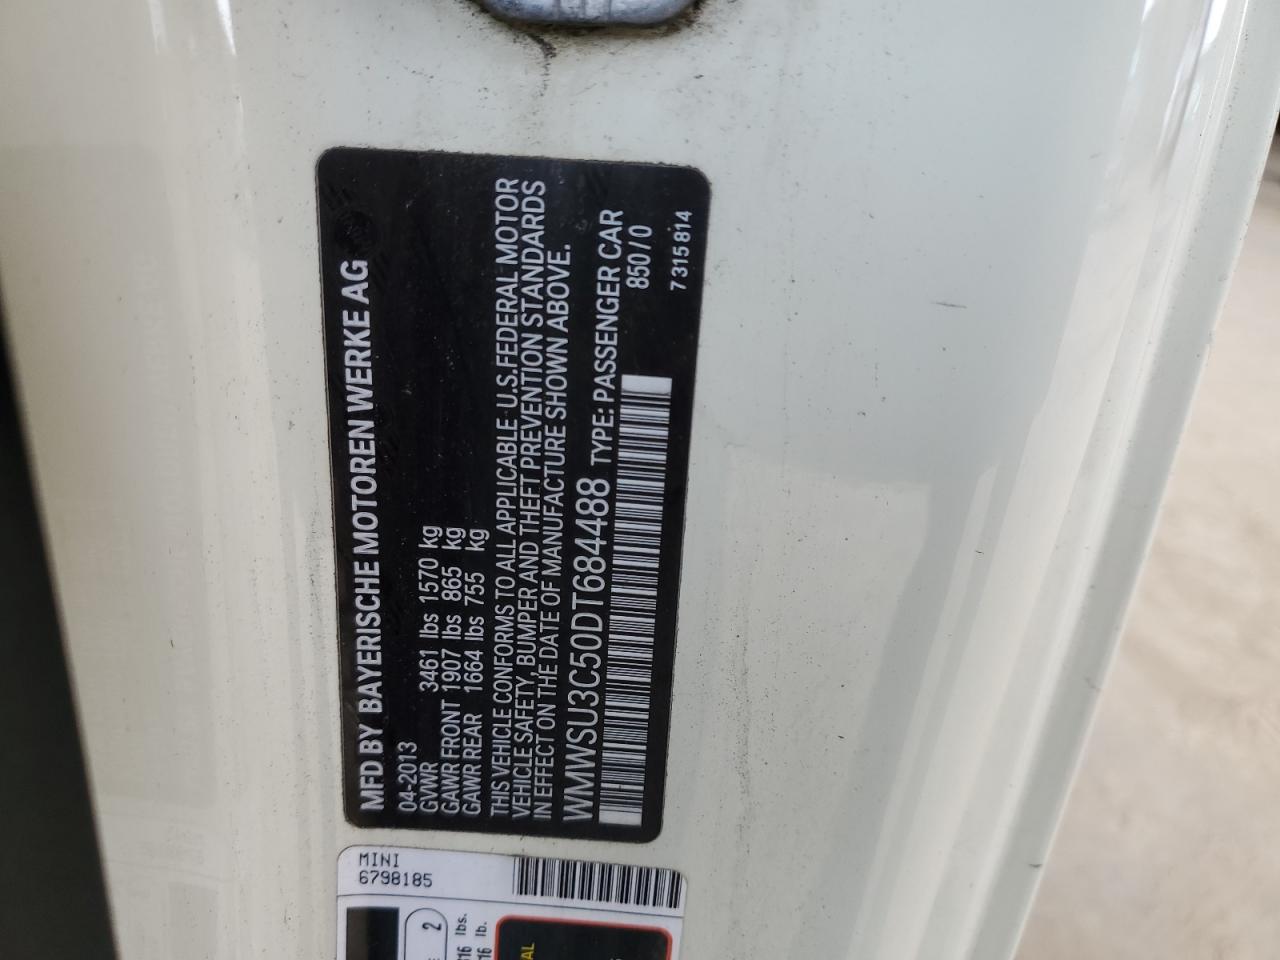 MFD BY BAYERISCHE MOTOREN WERKE AG
04-2013
GVWR 3461 lbs 1570 kg
GAWR FRONT 1907 lbs 865 kg
GAWR REAR 1664 lbs 755 kg
THIS VEHICLE CONFORMS TO ALL APPLICABLE U.S.FEDERAL MOTOR
VEHICLE SAFETY, BUMPER AND THEFT PREVENTION STANDARDS
IN EFFECT ON THE DATE OF MANUFACTURE SHOWN ABOVE.
WMWSU3C50DT684488 TYPE: PASSENGER CAR
850 / 0
7 315 814
MINI
6798185
2
lbs.
lb.